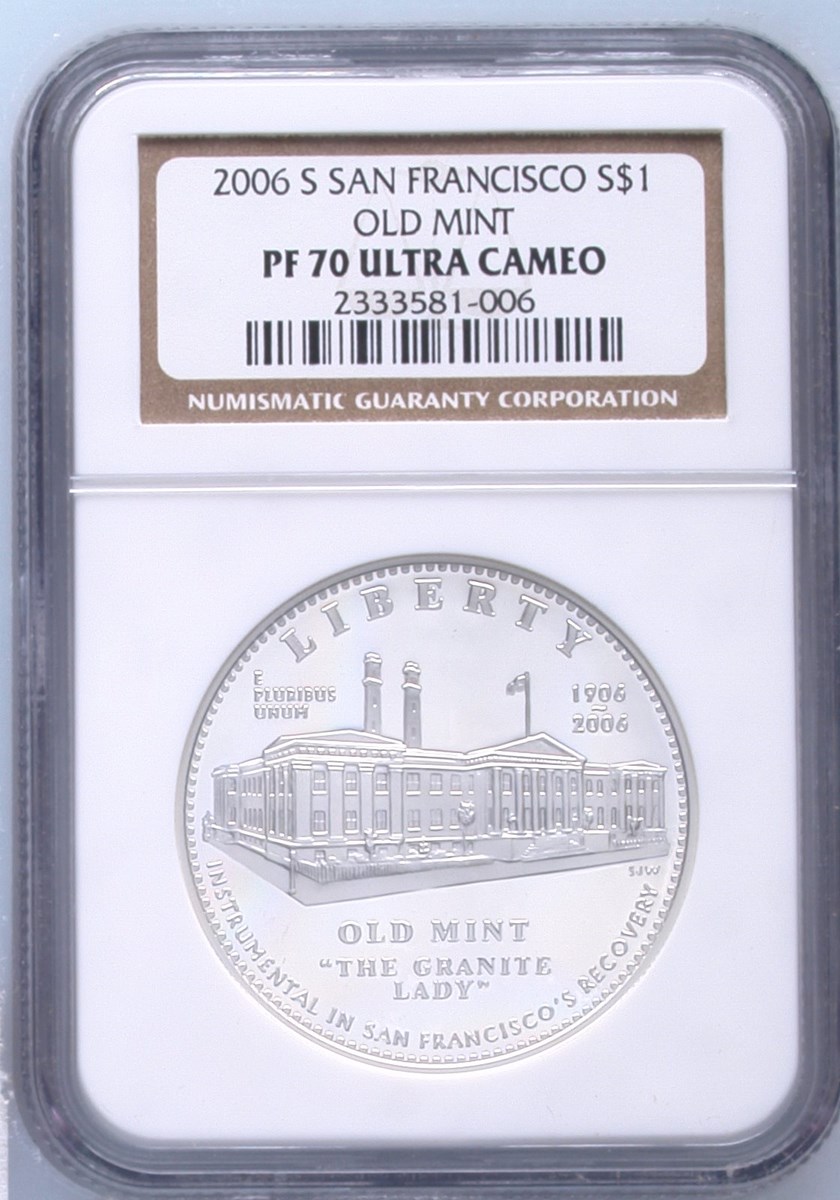 2006 S SAN FRANCISCO S$1
OLD MINT
PF 70 ULTRA CAMEO
2333581-006
NUMISMATIC GUARANTY CORPORATION
LIBERTY
E
PLURIBUS
UNUM
1906
~
2006
SJW
OLD MINT
"THE GRANITE
LADY"
INSTRUMENTAL IN SAN FRANCISCO'S RECOVERY